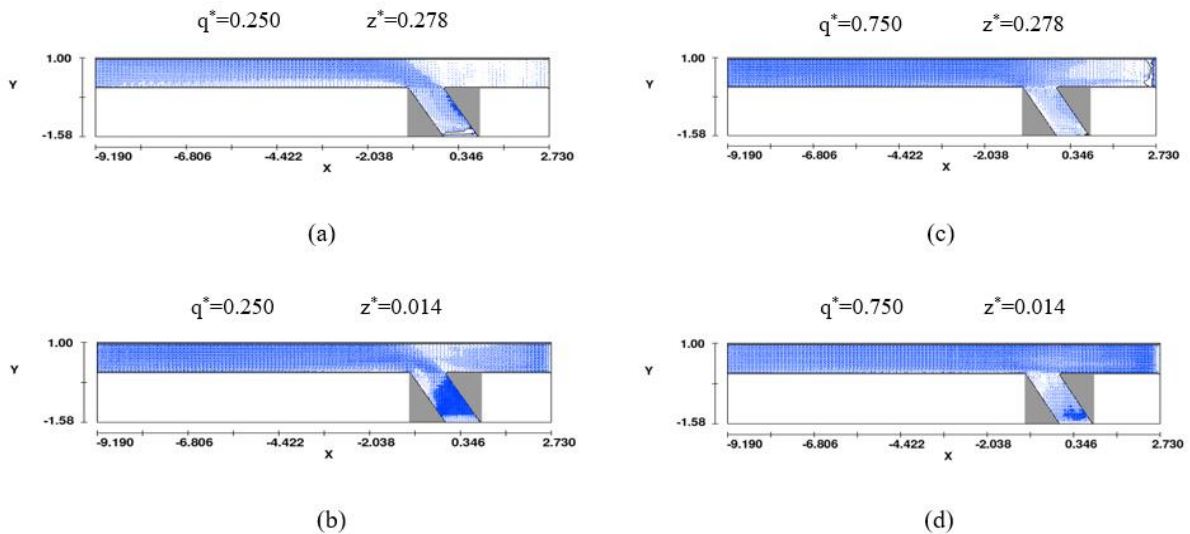 q*=0.250 z*=0.278
1.00
Y
-1.58
-9.190 -6.806 -4.422 -2.038 0.346 2.730
X
(a)
q*=0.750 z*=0.278
1.00
Y
-1.58
-9.190 -6.806 -4.422 -2.038 0.346 2.730
X
(c)
q*=0.250 z*=0.014
1.00
Y
-1.58
-9.190 -6.806 -4.422 -2.038 0.346 2.730
X
(b)
q*=0.750 z*=0.014
1.00
Y
-1.58
-9.190 -6.806 -4.422 -2.038 0.346 2.730
X
(d)